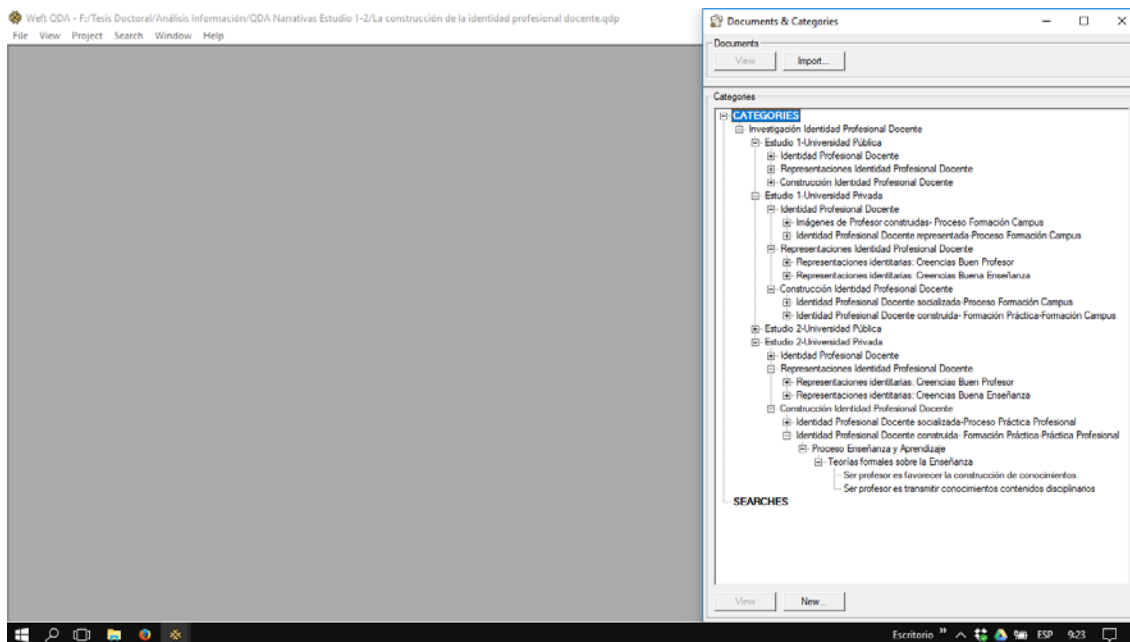 Weft QDA - F:/Tesis Doctoral/Análisis Información/QDA Narrativas Estudio 1-2/La construcción de la identidad profesional docente.qdp
File View Project Search Window Help
Documents & Categories
Documents
View Import...
Categories
CATEGORIES
Investigación Identidad Profesional Docente
Estudio 1-Universidad Pública
Identidad Profesional Docente
Representaciones Identidad Profesional Docente
Construcción Identidad Profesional Docente
Estudio 1-Universidad Privada
Identidad Profesional Docente
Imágenes de Profesor construidas- Proceso Formación Campus
Identidad Profesional Docente representada-Proceso Formación Campus
Representaciones Identidad Profesional Docente
Representaciones identitarias: Creencias Buen Profesor
Representaciones identitarias: Creencias Buena Enseñanza
Construcción Identidad Profesional Docente
Identidad Profesional Docente socializada-Proceso Formación Campus
Identidad Profesional Docente construida- Formación Práctica-Formación Campus
Estudio 2-Universidad Pública
Estudio 2-Universidad Privada
Identidad Profesional Docente
Representaciones Identidad Profesional Docente
Representaciones identitarias: Creencias Buen Profesor
Representaciones identitarias: Creencias Buena Enseñanza
Construcción Identidad Profesional Docente
Identidad Profesional Docente socializada-Proceso Práctica Profesional
Identidad Profesional Docente construida- Formación Práctica-Práctica Profesional
Proceso Enseñanza y Aprendizaje
Teorías formales sobre la Enseñanza
Ser profesor es favorecer la construcción de conocimientos.
Ser profesor es transmitir conocimientos contenidos disciplinarios
SEARCHES
View New...
Escritorio » ESP 9:23